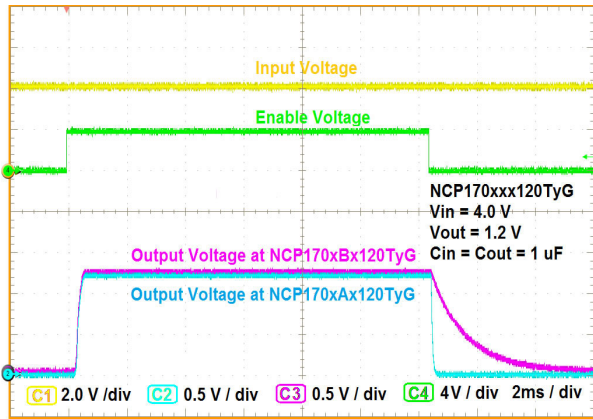 Input Voltage
Enable Voltage
NCP170xxx120TyG
Vin = 4.0 V
Vout = 1.2 V
Cin = Cout = 1 uF
Output Voltage at NCP170xBx120TyG
Output Voltage at NCP170xAx120TyG
C1 2.0 V /div C2 0.5 V / div C3 0.5 V / div C4 4V / div 2ms / div